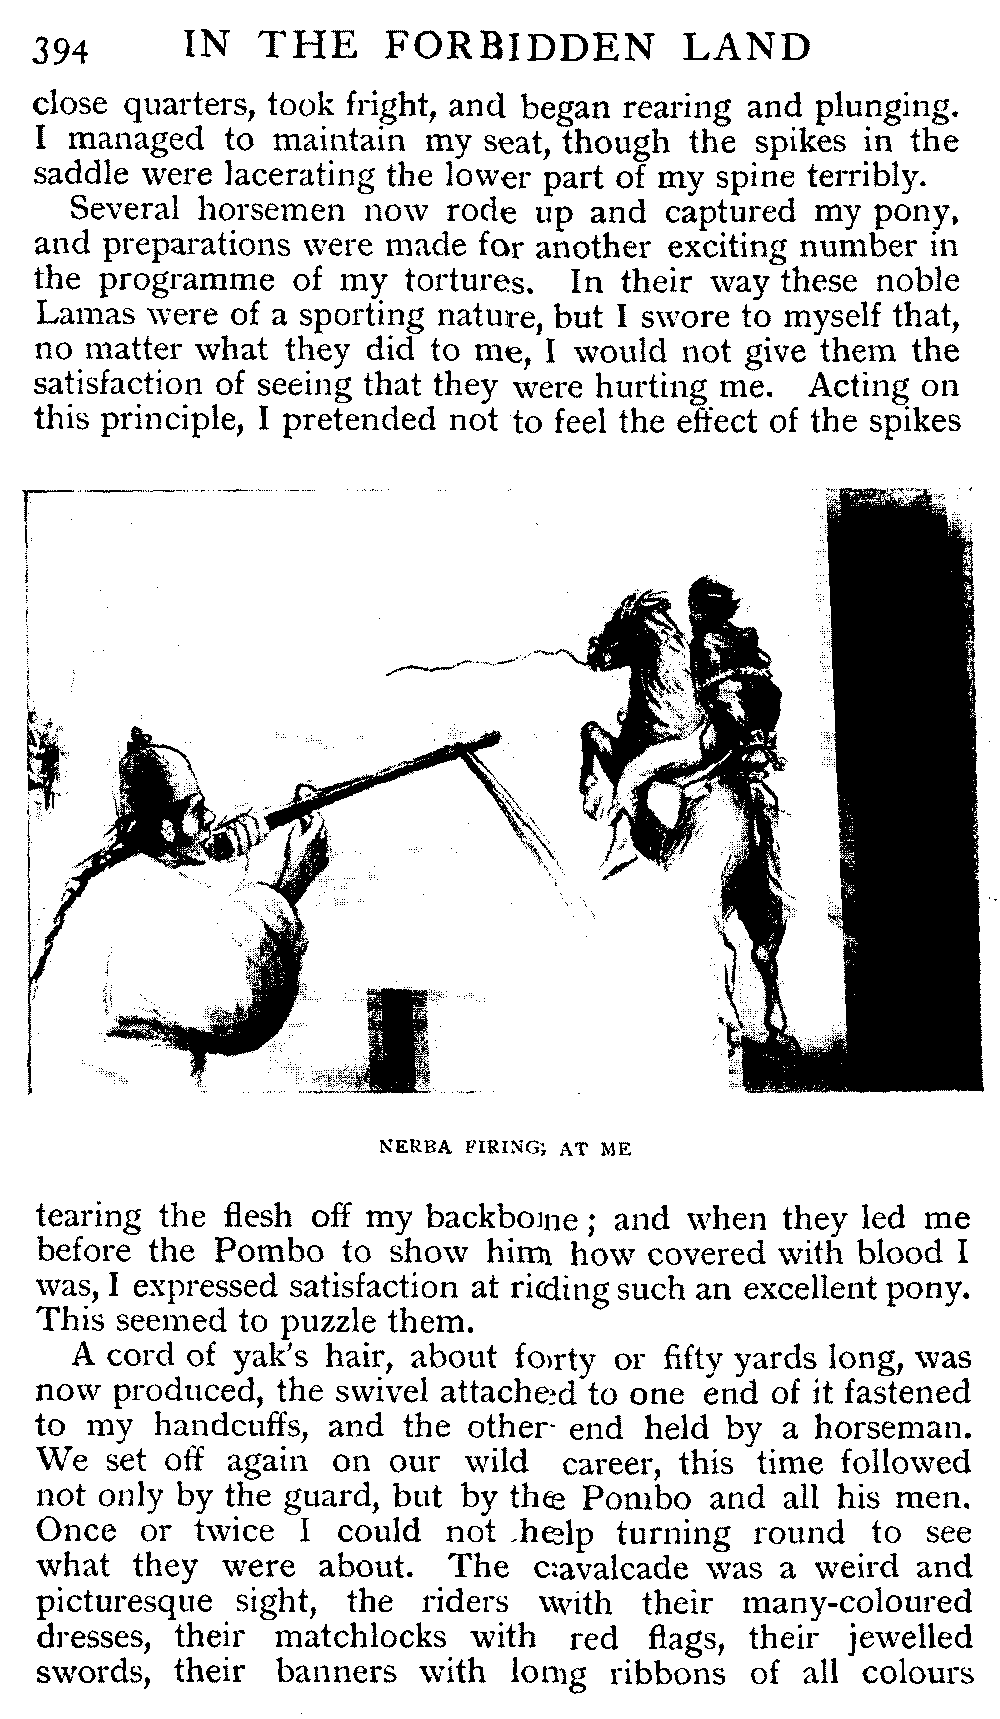 394 IN THE FORBIDDEN LAND
close quarters, took fright, and began rearing and plunging.
I managed to maintain my seat, though the spikes in the
saddle were lacerating the lower part of my spine terribly.
Several horsemen now rode up and captured my pony,
and preparations were made for another exciting number in
the programme of my tortures. In their way these noble
Lamas were of a sporting nature, but I swore to myself that,
no matter what they did to me, I would not give them the
satisfaction of seeing that they were hurting me. Acting on
this principle, I pretended not to feel the effect of the spikes
NERBA FIRING AT ME
tearing the flesh off my backbone; and when they led me
before the Pombo to show him how covered with blood I
was, I expressed satisfaction at riding such an excellent pony.
This seemed to puzzle them.
A cord of yak's hair, about forty or fifty yards long, was
now produced, the swivel attached to one end of it fastened
to my handcuffs, and the other end held by a horseman.
We set off again on our wild career, this time followed
not only by the guard, but by the Pombo and all his men.
Once or twice I could not help turning round to see
what they were about. The cavalcade was a weird and
picturesque sight, the riders with their many-coloured
dresses, their matchlocks with red flags, their jewelled
swords, their banners with long ribbons of all colours